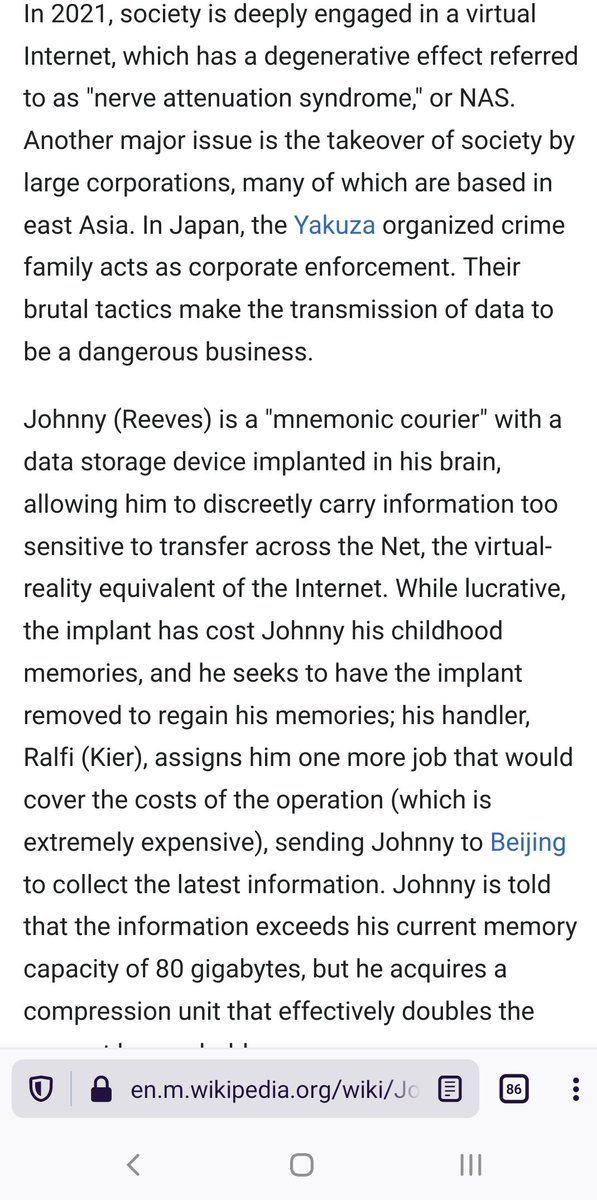 In 2021, society is deeply engaged in a virtual
Internet, which has a degenerative effect referred
to as "nerve attenuation syndrome," or NAS.
Another major issue is the takeover of society by
large corporations, many of which are based in
east Asia. In Japan, the Yakuza organized crime
family acts as corporate enforcement. Their
brutal tactics make the transmission of data to
be a dangerous business.
Johnny (Reeves) is a "mnemonic courier" with a
data storage device implanted in his brain,
allowing him to discreetly carry information too
sensitive to transfer across the Net, the virtual-
reality equivalent of the Internet. While lucrative,
the implant has cost Johnny his childhood
memories, and he seeks to have the implant
removed to regain his memories; his handler,
Ralfi (Kier), assigns him one more job that would
cover the costs of the operation (which is
extremely expensive), sending Johnny to Beijing
to collect the latest information. Johnny is told
that the information exceeds his current memory
capacity of 80 gigabytes, but he acquires a
compression unit that effectively doubles the
en.m.wikipedia.org/wiki/Jo
86